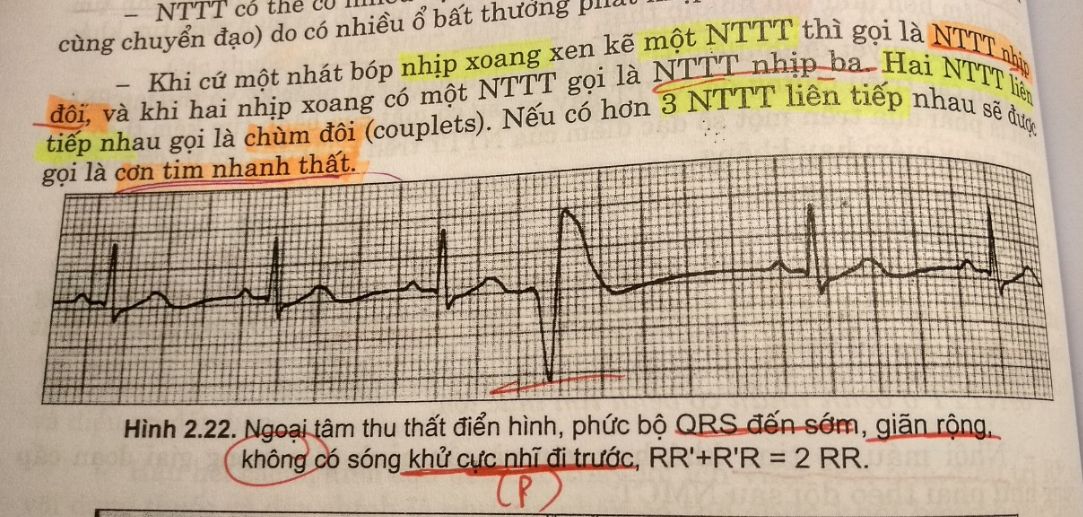 – NTTT có thể có
cùng chuyển đạo) do có nhiều ổ bất thường
– Khi cứ một nhát bóp nhịp xoang xen kẽ một NTTT thì gọi là NTTT nhịp
đôi, và khi hai nhịp xoang có một NTTT gọi là NTTT nhịp ba. Hai NTTT liên
tiếp nhau gọi là chùm đôi (couplets). Nếu có hơn 3 NTTT liên tiếp nhau sẽ được
gọi là cơn tim nhanh thất.
Hình 2.22. Ngoại tâm thu thất điển hình, phức bộ QRS đến sớm, giãn rộng,
không có sóng khử cực nhĩ đi trước, RR'+R'R = 2 RR.
(P)